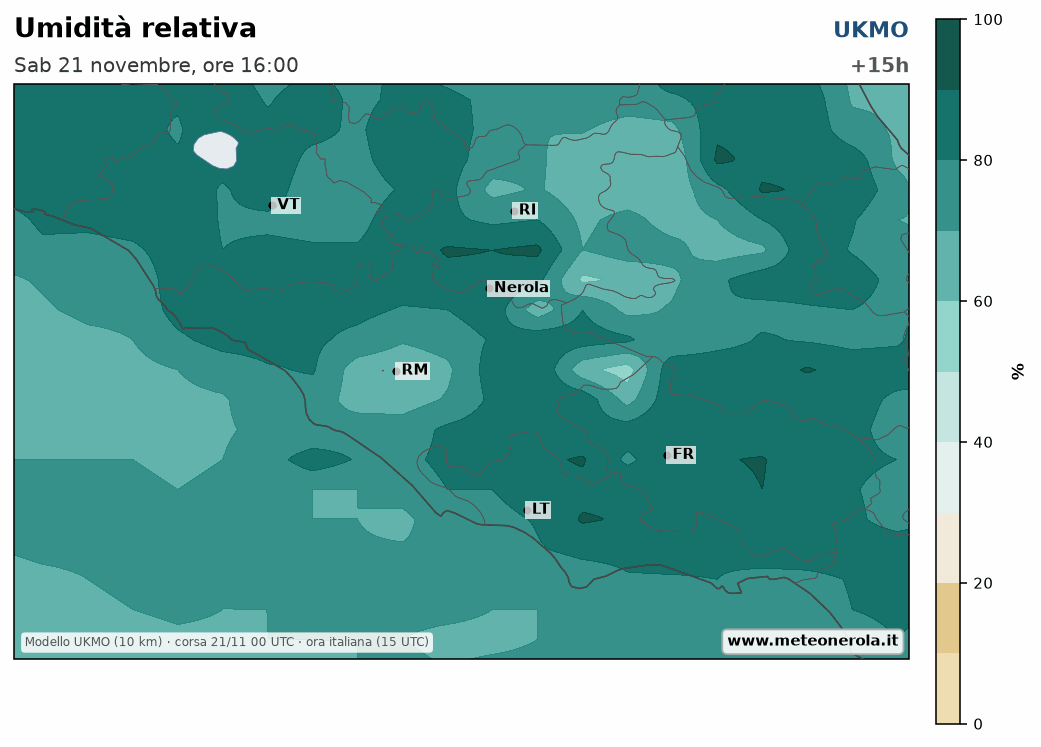 Umidità relativa
UKMO
Sab 21 novembre, ore 16:00
+15h
100
80
60
40
20
0
%
VT
RI
Nerola
RM
FR
LT
Modello UKMO (10 km) · corsa 21/11 00 UTC · ora italiana (15 UTC)
www.meteonerola.it